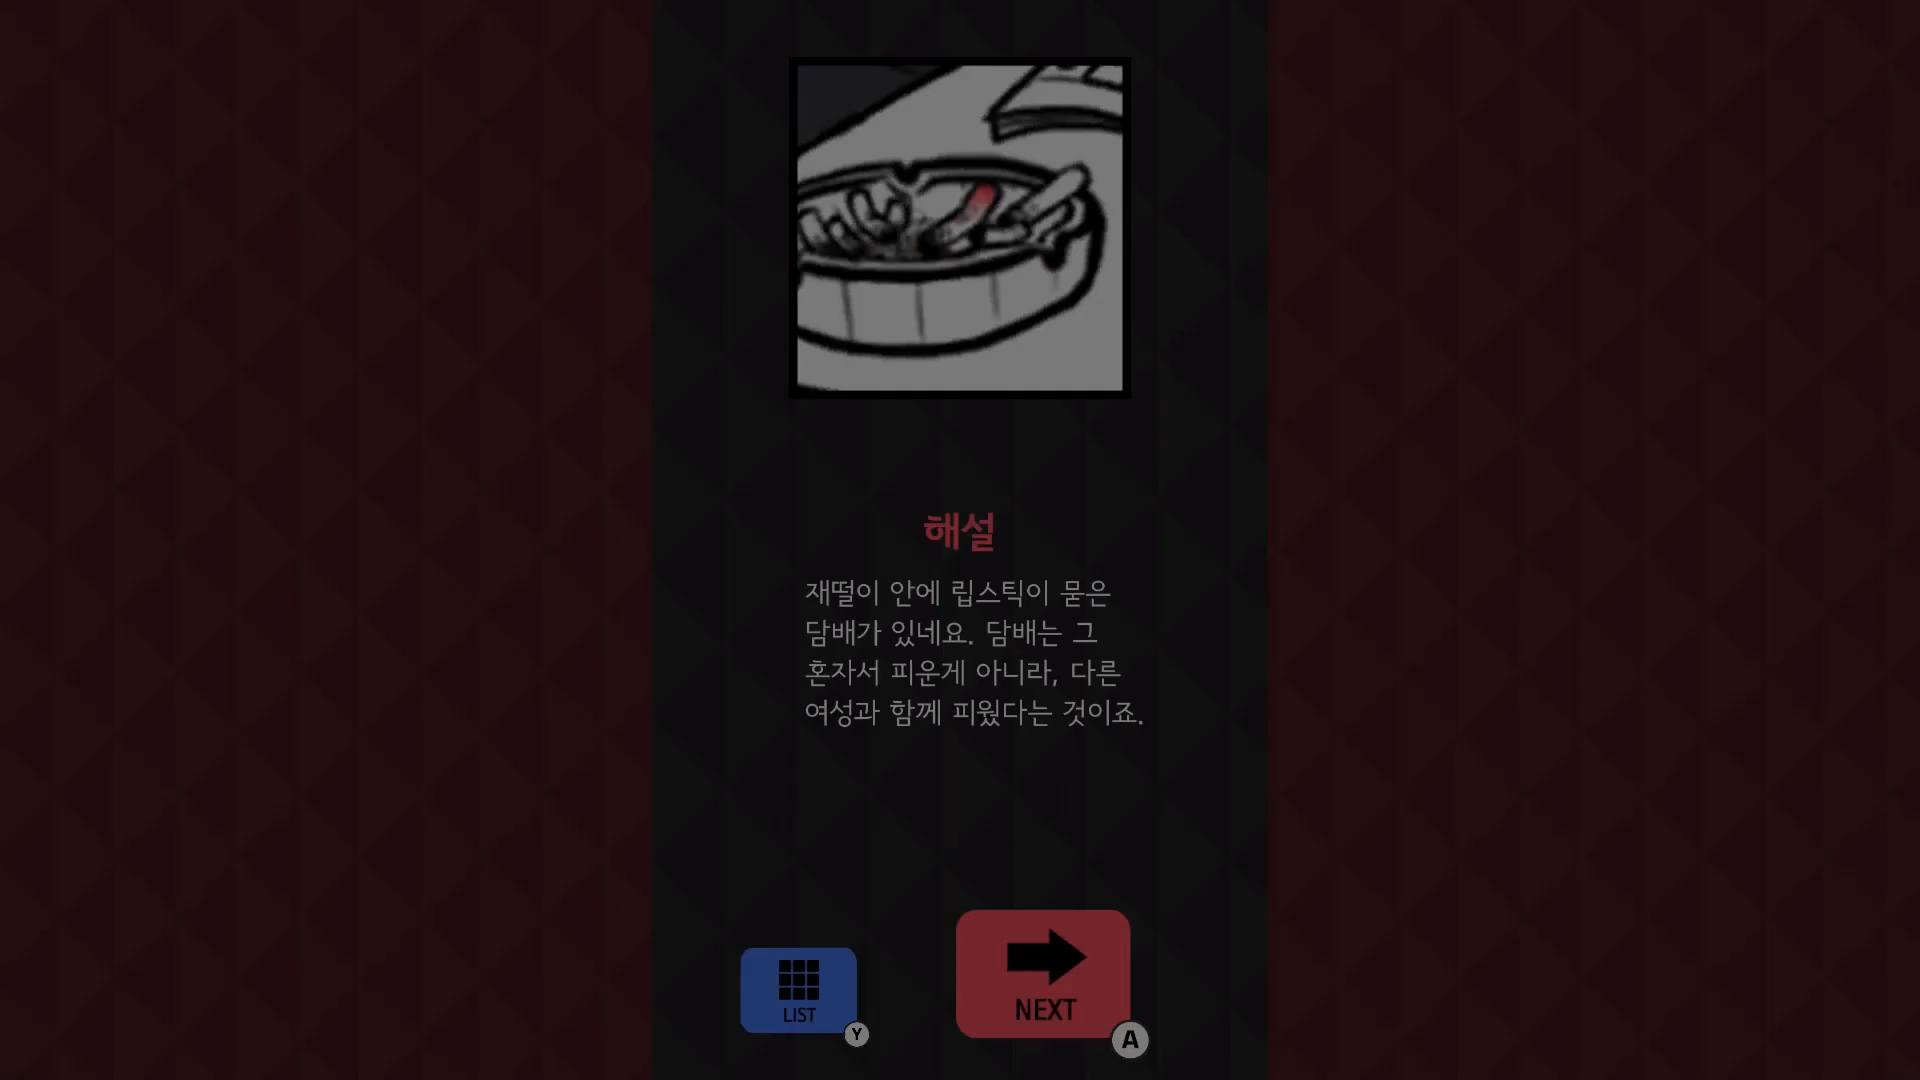 해설
재떨이 안에 립스틱이 묻은
담배가 있네요. 담배는 그
혼자서 피운게 아니라, 다른
여성과 함께 피웠다는 것이죠.
LIST
Y
NEXT
A